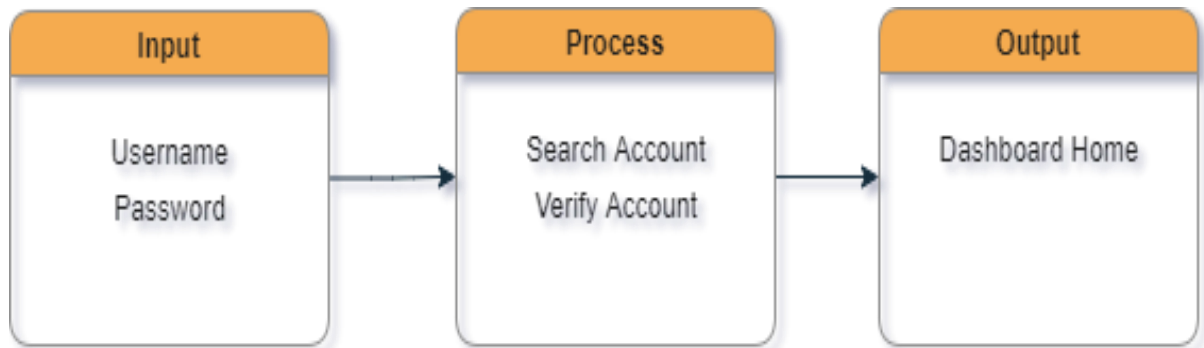 Input
Username
Password
Process
Search Account
Verify Account
Output
Dashboard Home